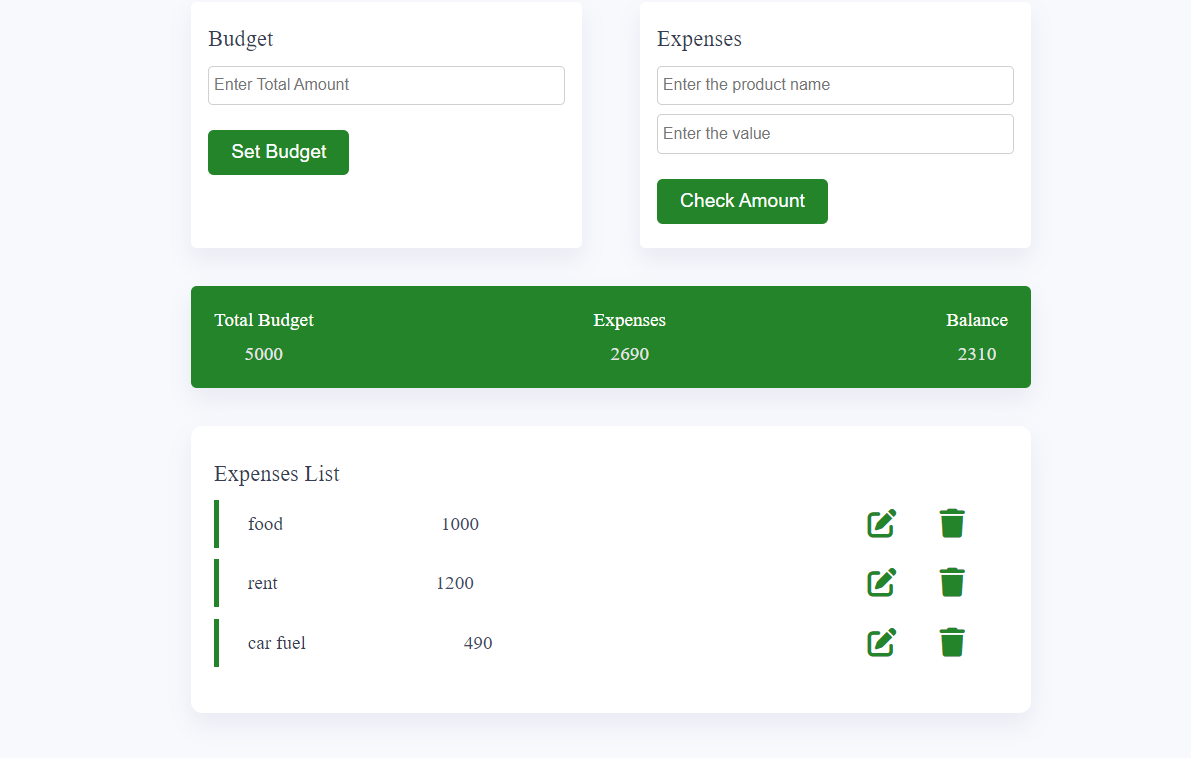 Budget
Enter Total Amount
Set Budget
Expenses
Enter the product name
Enter the value
Check Amount
Total Budget Expenses Balance
5000 2690 2310
Expenses List
food 1000
rent 1200
car fuel 490